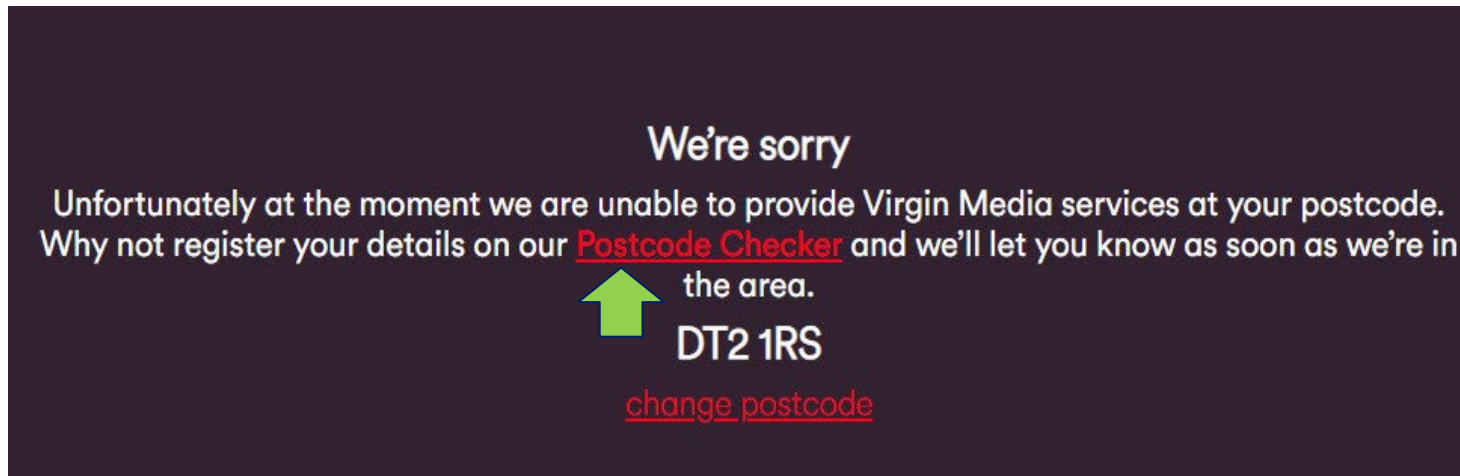 We’re sorry
Unfortunately at the moment we are unable to provide Virgin Media services at your postcode.
Why not register your details on our Postcode Checker and we’ll let you know as soon as we’re in
the area.
DT2 1RS
change postcode